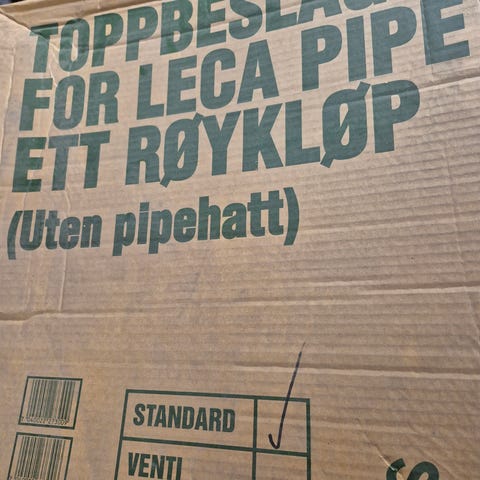 TOPPBESLAG
FOR LECA PIPE
ETT RØYKLØP
(Uten pipehatt)
STANDARD
VENTI